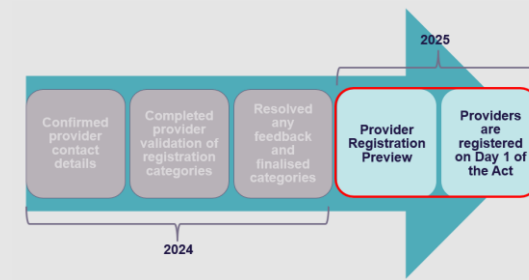 2025
Confirmed
provider
contact
details
Completed
provider
validation of
registration
categories
Resolved
any
feedback
and
finalised
categories
Provider
Registration
Preview
Providers
are
registered
on Day 1 of
the Act
2024